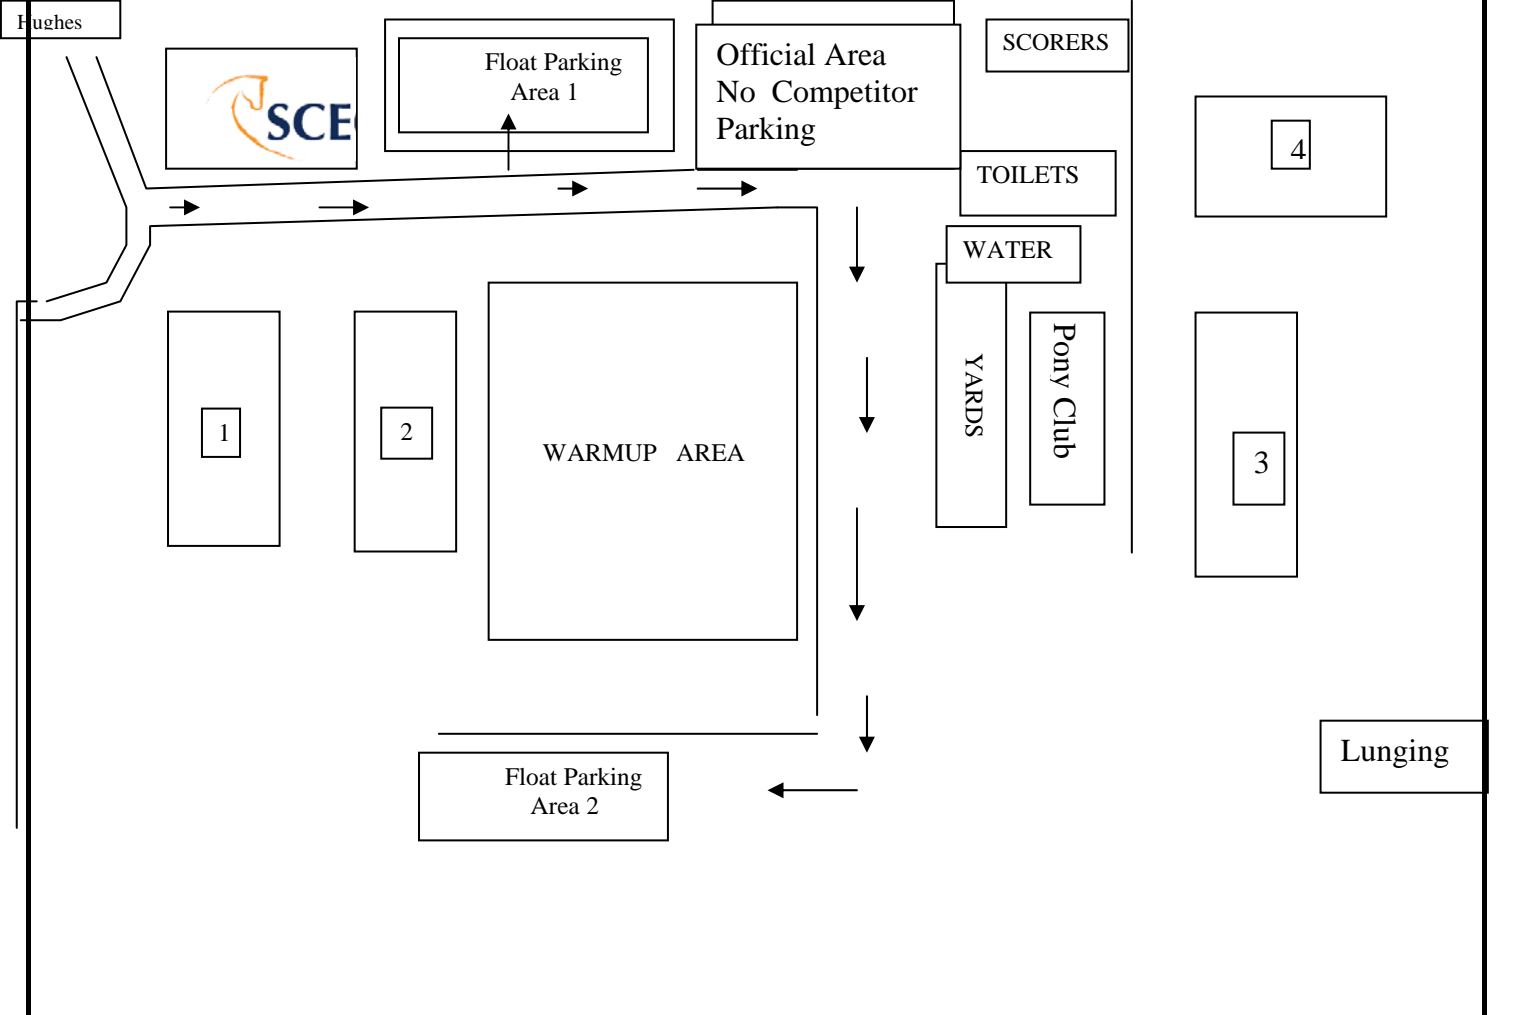 Hughes
SCE
Float Parking
Area 1
Official Area
No Competitor
Parking
SCORERS
4
TOILETS
WATER
1
2
WARMUP AREA
YARDS
Pony Club
3
Lunging
Float Parking
Area 2